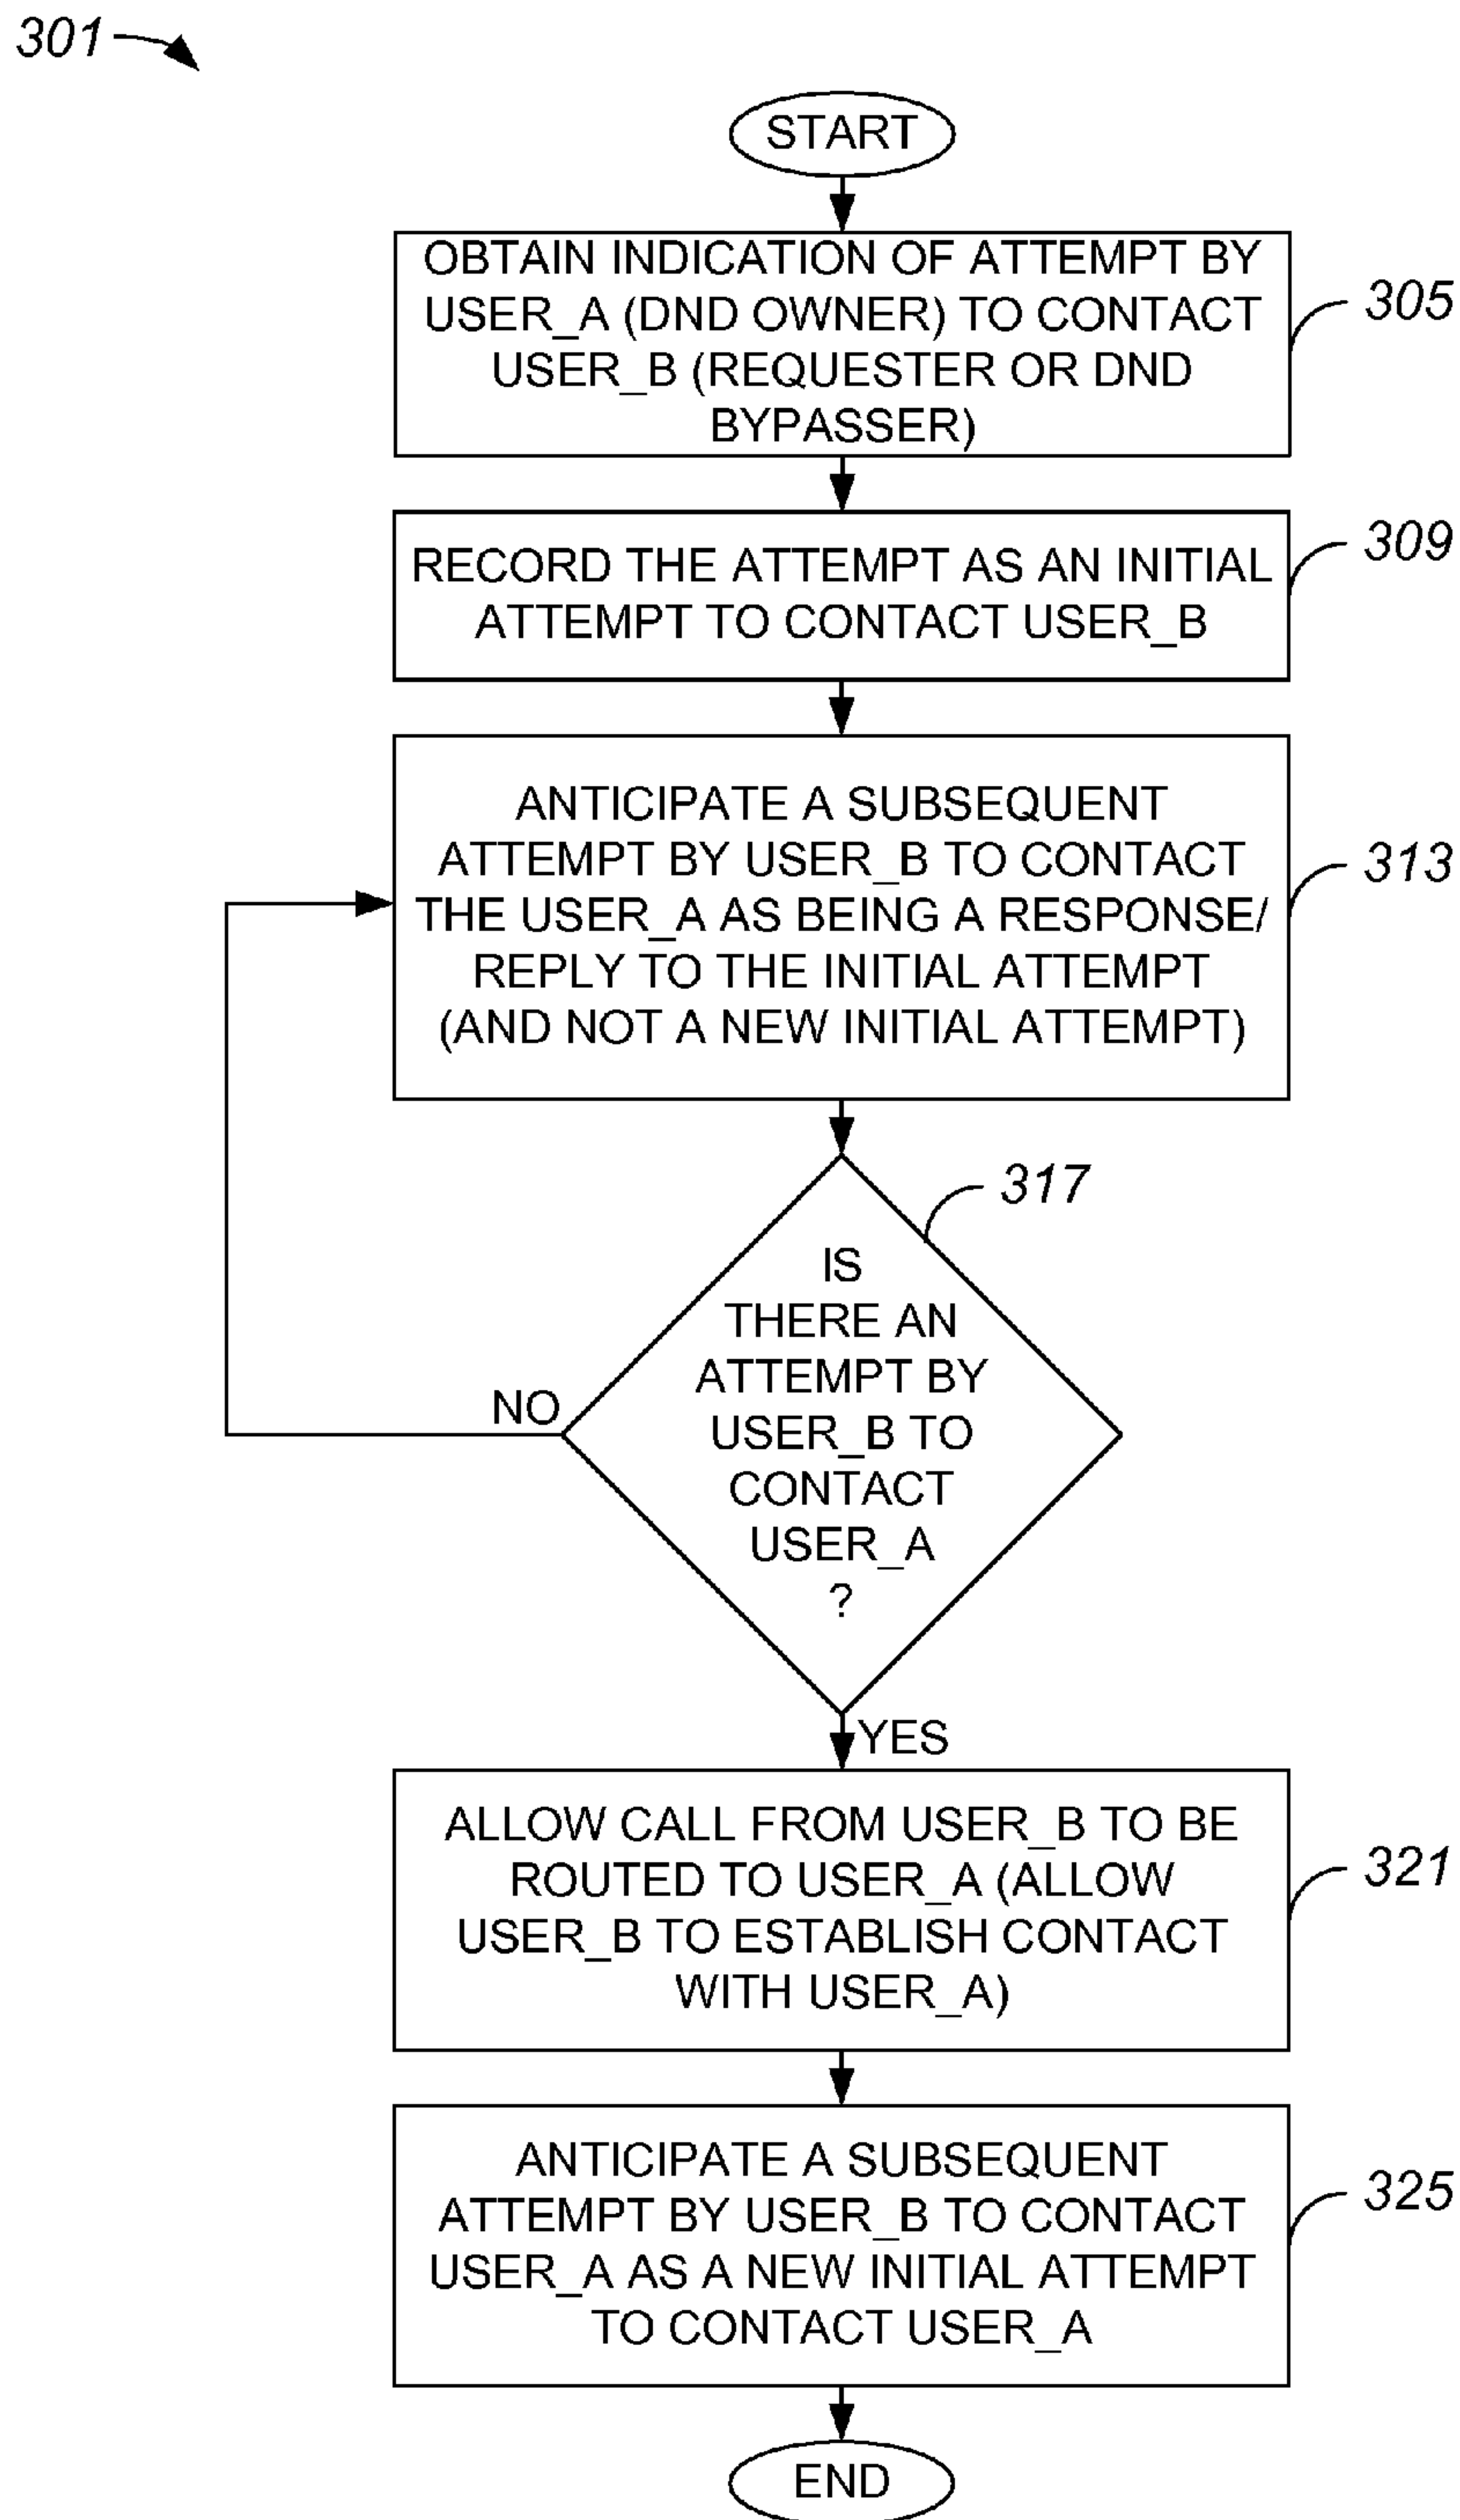 301
START
OBTAIN INDICATION OF ATTEMPT BY
USER_A (DND OWNER) TO CONTACT
USER_B (REQUESTER OR DND
BYPASSER)
305
RECORD THE ATTEMPT AS AN INITIAL
ATTEMPT TO CONTACT USER_B
309
ANTICIPATE A SUBSEQUENT
ATTEMPT BY USER_B TO CONTACT
THE USER_A AS BEING A RESPONSE/
REPLY TO THE INITIAL ATTEMPT
(AND NOT A NEW INITIAL ATTEMPT)
313
317
IS
THERE AN
ATTEMPT BY
USER_B TO
CONTACT
USER_A
?
NO
YES
ALLOW CALL FROM USER_B TO BE
ROUTED TO USER_A (ALLOW
USER_B TO ESTABLISH CONTACT
WITH USER_A)
321
ANTICIPATE A SUBSEQUENT
ATTEMPT BY USER_B TO CONTACT
USER_A AS A NEW INITIAL ATTEMPT
TO CONTACT USER_A
325
END